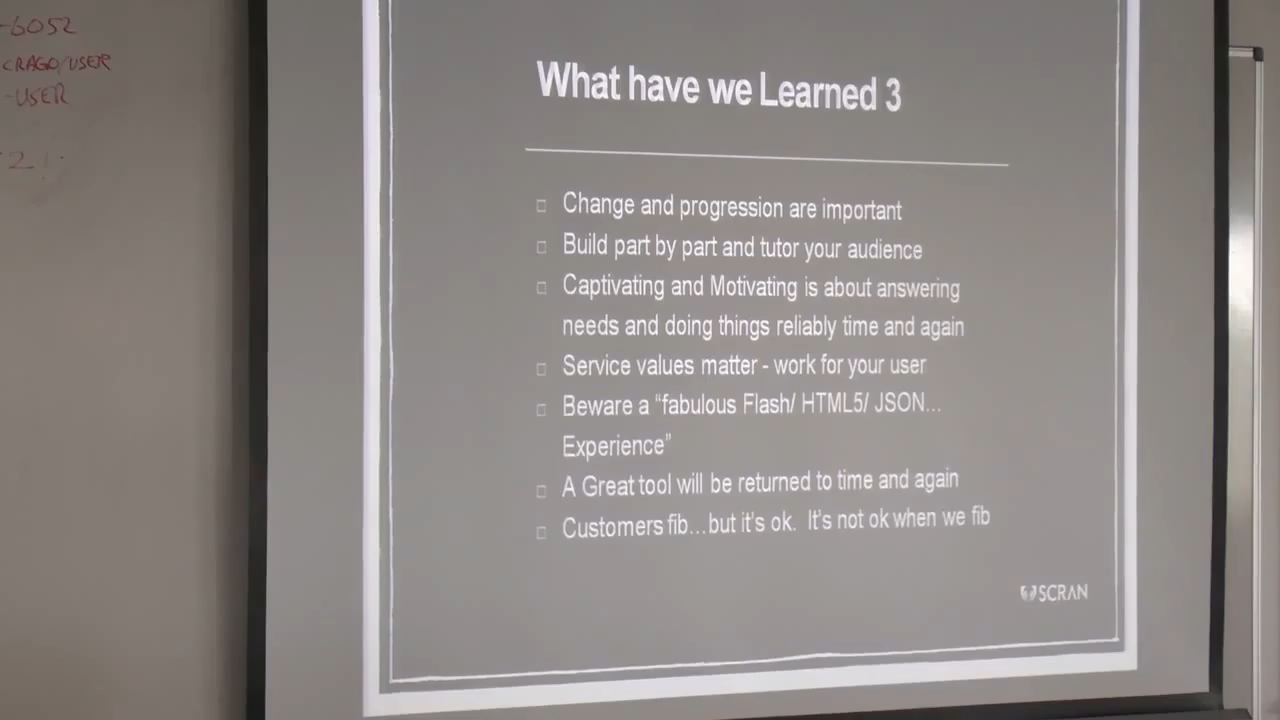 -6052
CRAGO/USER
-USER
2!
What have we Learned 3
Change and progression are important
Build part by part and tutor your audience
Captivating and Motivating is about answering
needs and doing things reliably time and again
Service values matter - work for your user
Beware a “fabulous Flash/ HTML5/ JSON...
Experience”
A Great tool will be returned to time and again
Customers fib...but it's ok. It's not ok when we fib
SCRAN